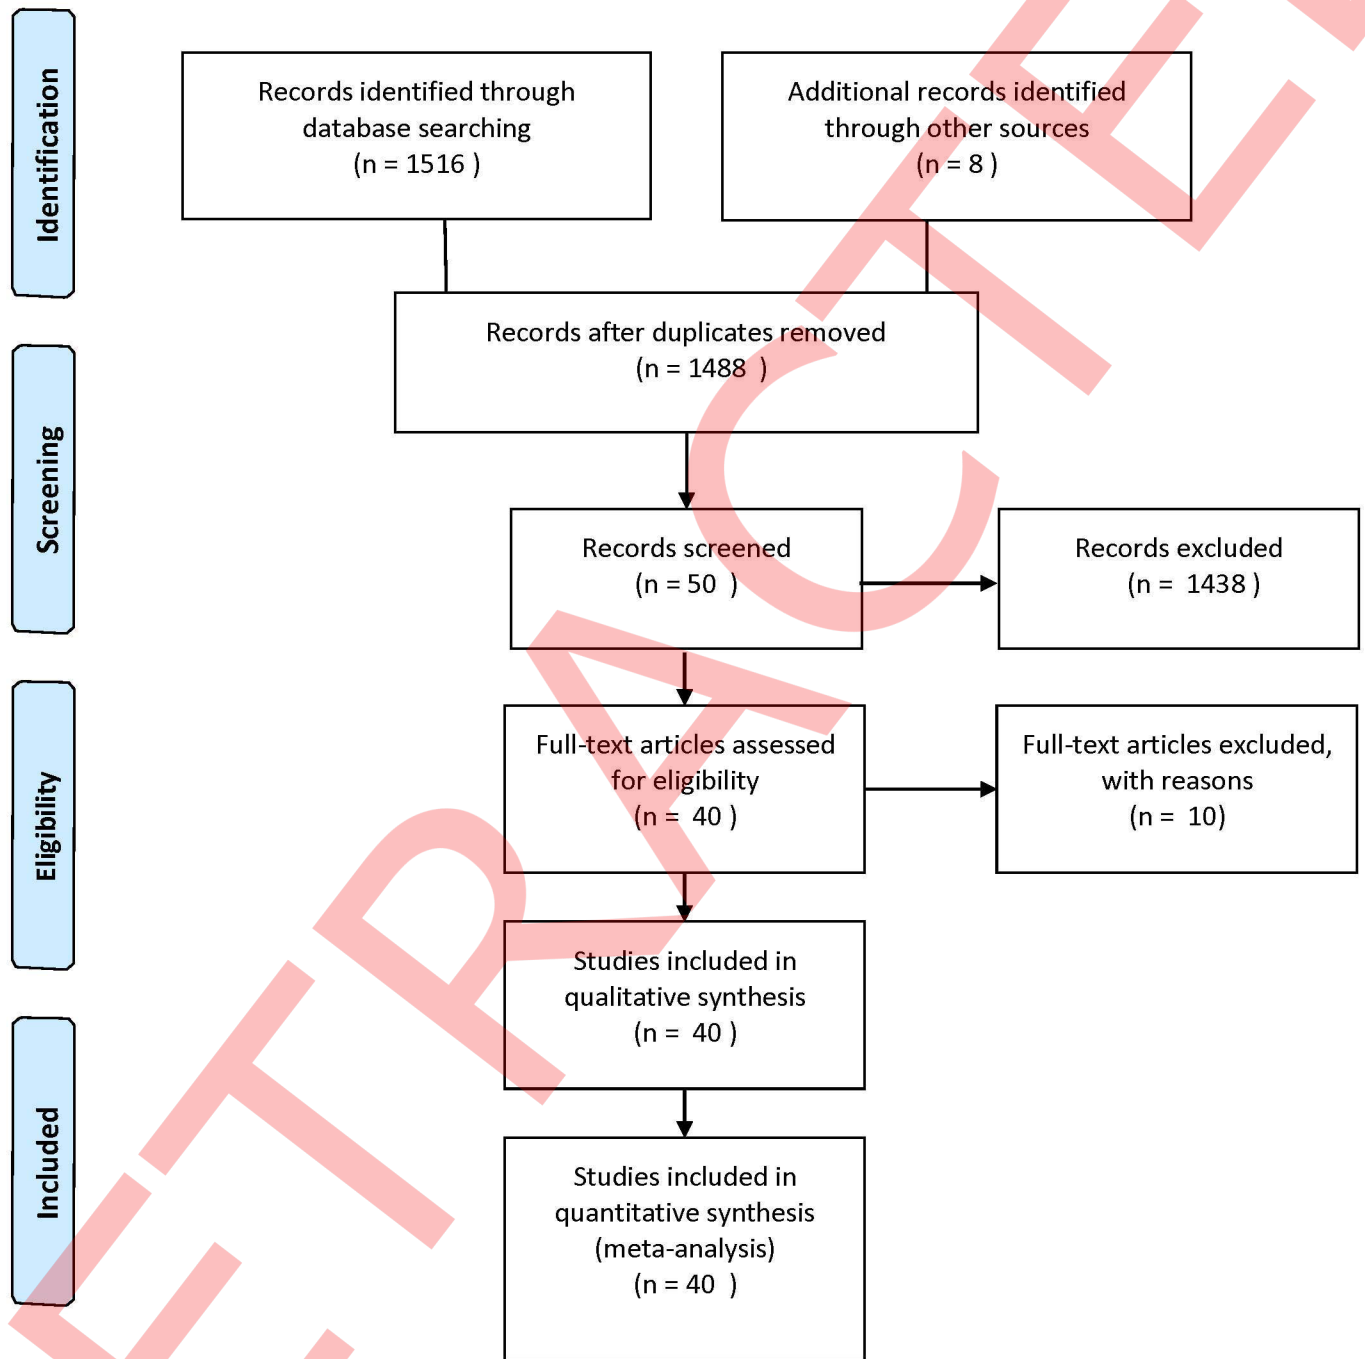 Identification
Records identified through
database searching
(n = 1516 )
Additional records identified
through other sources
(n = 8 )
Records after duplicates removed
(n = 1488  )
Screening
Records screened
(n = 50  )
Records excluded
(n =  1438 )
Eligibility
Full-text articles assessed
for eligibility
(n =  40 )
Full-text articles excluded,
with reasons
(n =  10)
Studies included in
qualitative synthesis
(n =  40 )
Included
Studies included in
quantitative synthesis
(meta-analysis)
(n = 40  )
ETRACTE